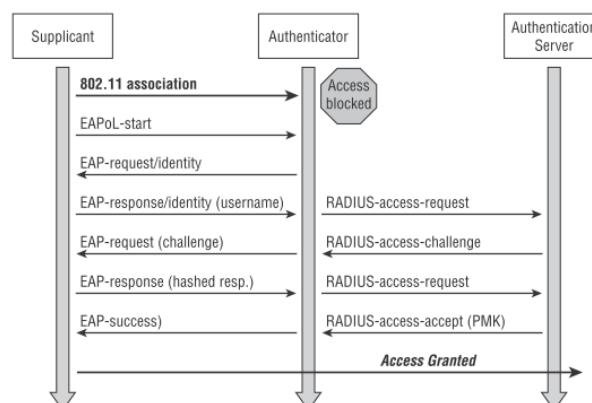 Supplicant
Authenticator
Authentication
Server
802.11 association
Access
blocked
EAPoL-start
EAP-request/identity
EAP-response/identity (username)
RADIUS-access-request
EAP-request (challenge)
RADIUS-access-challenge
EAP-response (hashed resp.)
RADIUS-access-request
EAP-success)
RADIUS-access-accept (PMK)
Access Granted